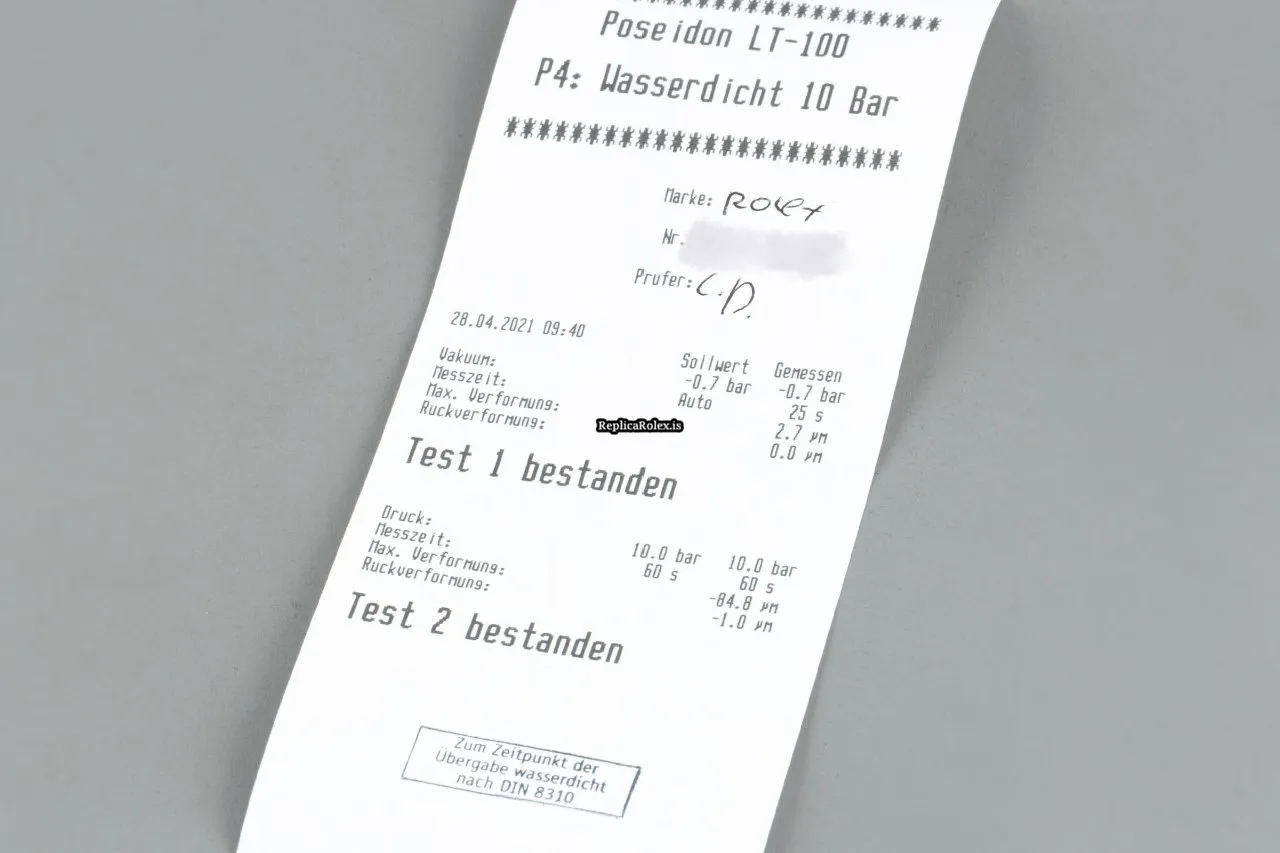 ************************
Poseidon LT-100
P4: Wasserdicht 10 Bar
***********************
Marke: Rolex
Nr.
Prufer: C.D.
28.04.2021 09:40
Sollwert Gemessen
Vakuum: -0.7 bar -0.7 bar
Messzeit: Auto 25 s
Max. Verformung: 2.7 µm
Ruckverformung: 0.0 µm
ReplicaRolex.is
Test 1 bestanden
Druck: 10.0 bar 10.0 bar
Messzeit: 60 s 60 s
Max. Verformung: -84.8 µm
Ruckverformung: -1.0 µm
Test 2 bestanden
Zum Zeitpunkt der
Übergabe wasserdicht
nach DIN 8310